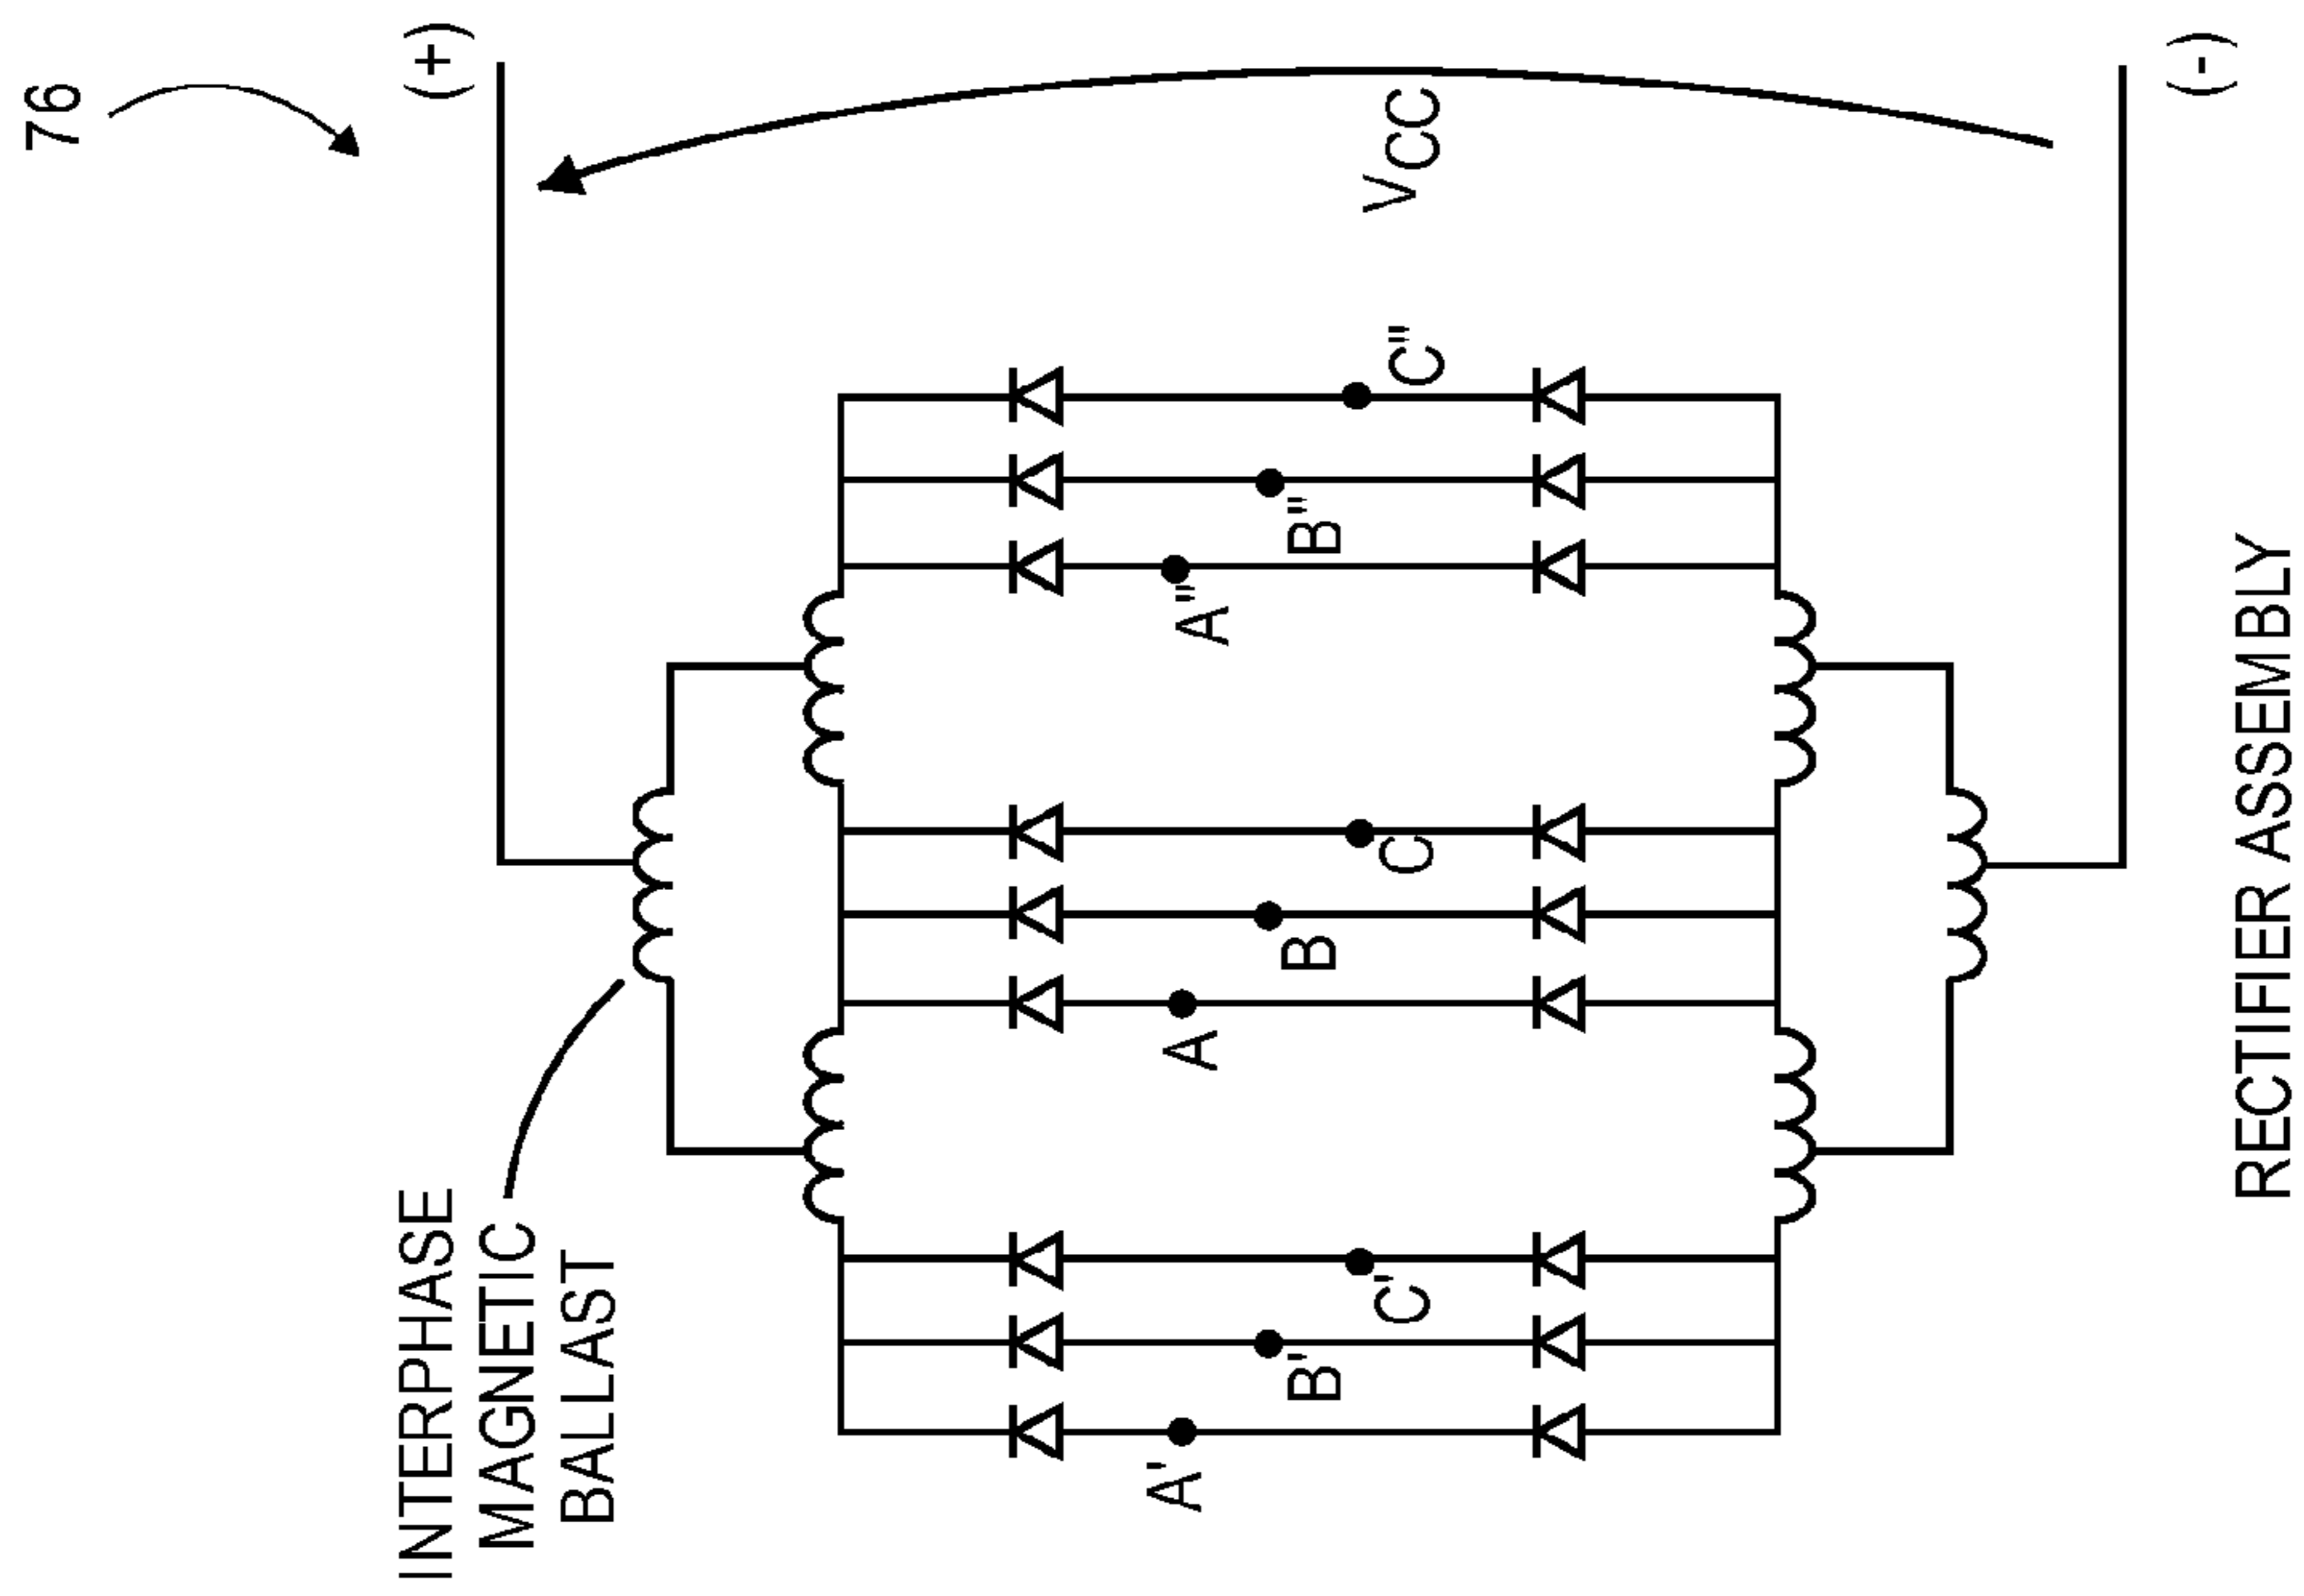 76
(+)
INTERPHASE
MAGNETIC
BALLAST
A'
B'
C'
A
B
C
A"
B"
C"
VCC
(-)
RECTIFIER ASSEMBLY